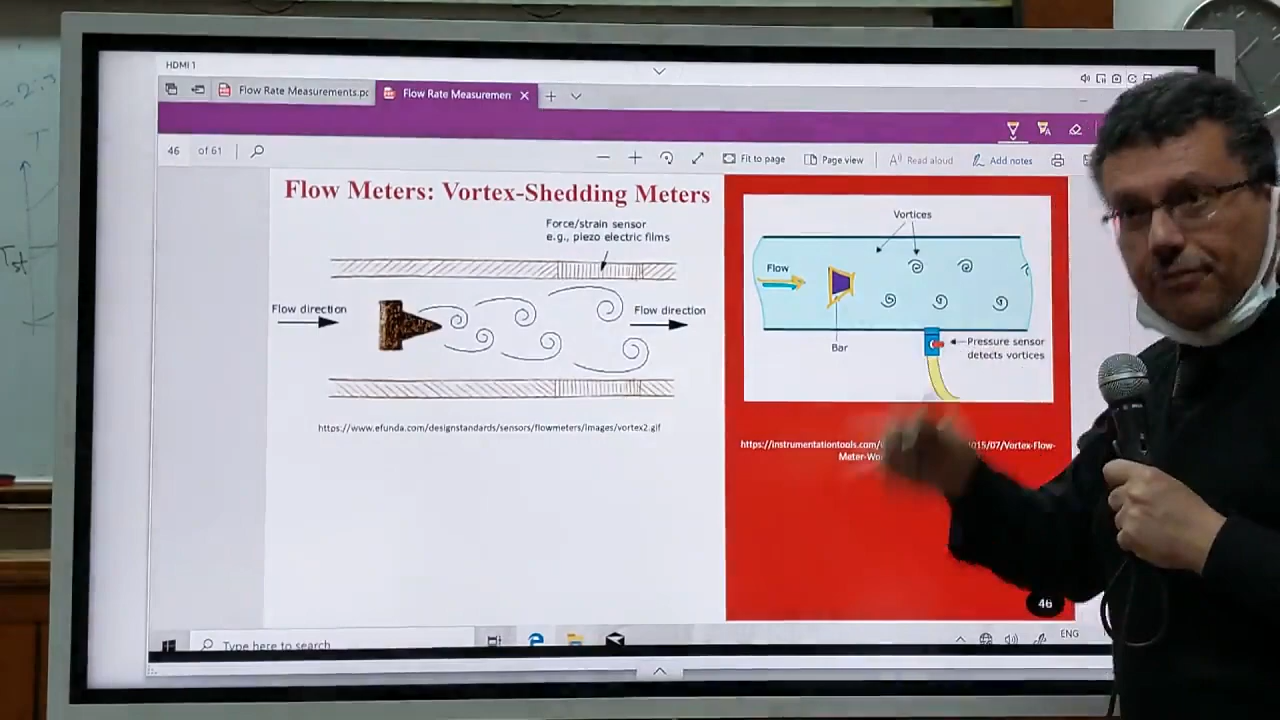 HDMI 1
Flow Rate Measurements.pc
Flow Rate Measuremen
46 of 61
Fit to page
Page view
Read aloud
Add notes
Flow Meters: Vortex-Shedding Meters
Force/strain sensor
e.g., piezo electric films
Flow direction
Flow direction
https://www.efunda.com/designstandards/sensors/flowmeters/images/vortex2.gif
Vortices
Flow
Bar
Pressure sensor
detects vortices
https://instrumentationtools.com/
015/07/Vortex-Flow-
Meter-Wo
46
Type here to search
ENG